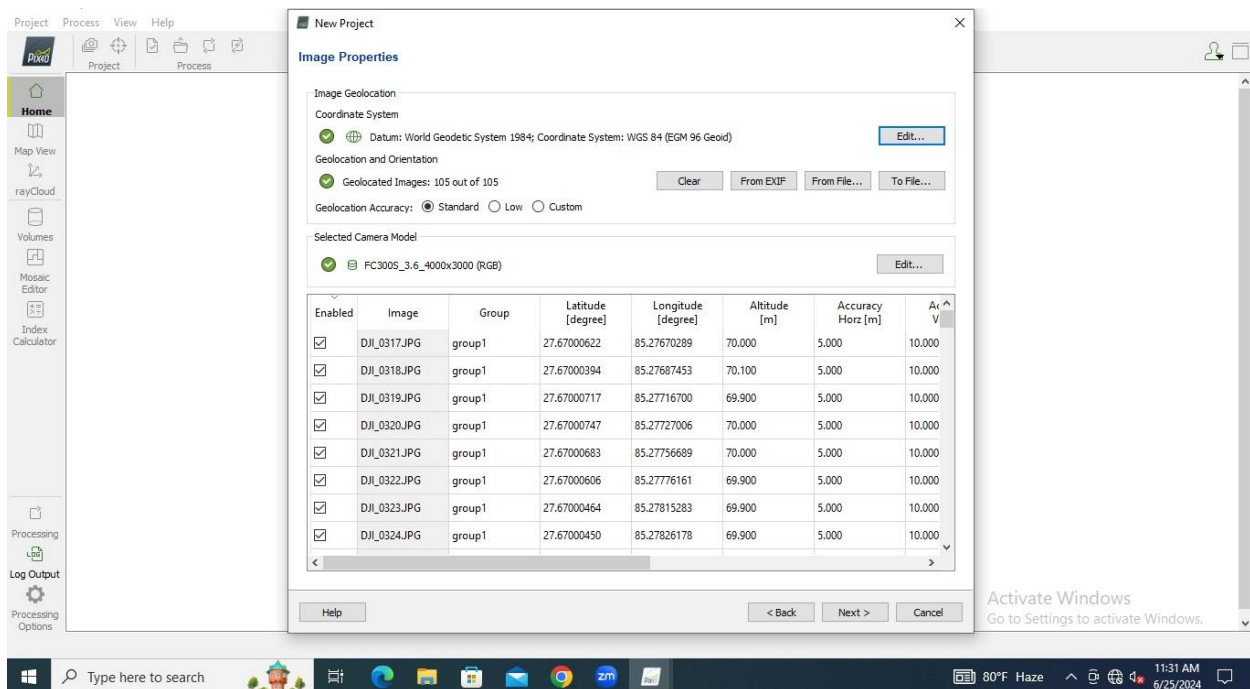 Project Process View Help
PIX4D
Project
Process
Home
Map View
rayCloud
Volumes
Mosaic
Editor
Index
Calculator
Processing
Log Output
Processing
Options
New Project
Image Properties
Image Geolocation
Coordinate System
Datum: World Geodetic System 1984; Coordinate System: WGS 84 (EGM 96 Geoid) Edit...
Geolocation and Orientation
Geolocated Images: 105 out of 105 Clear From EXIF From File... To File...
Geolocation Accuracy: Standard Low Custom
Selected Camera Model
FC300S_3.6_4000x3000 (RGB) Edit...
Enabled Image Group Latitude [degree] Longitude [degree] Altitude [m] Accuracy Horz [m]
DJI_0317.JPG group1 27.67000622 85.27670289 70.000 5.000 10.000
DJI_0318.JPG group1 27.67000394 85.27687453 70.100 5.000 10.000
DJI_0319.JPG group1 27.67000717 85.27716700 69.900 5.000 10.000
DJI_0320.JPG group1 27.67000747 85.27727006 70.000 5.000 10.000
DJI_0321.JPG group1 27.67000683 85.27756689 70.000 5.000 10.000
DJI_0322.JPG group1 27.67000606 85.27776161 69.900 5.000 10.000
DJI_0323.JPG group1 27.67000464 85.27815283 69.900 5.000 10.000
DJI_0324.JPG group1 27.67000450 85.27826178 69.900 5.000 10.000
Help < Back Next > Cancel
Activate Windows
Go to Settings to activate Windows.
Type here to search
zm
80°F Haze
11:31 AM
6/25/2024